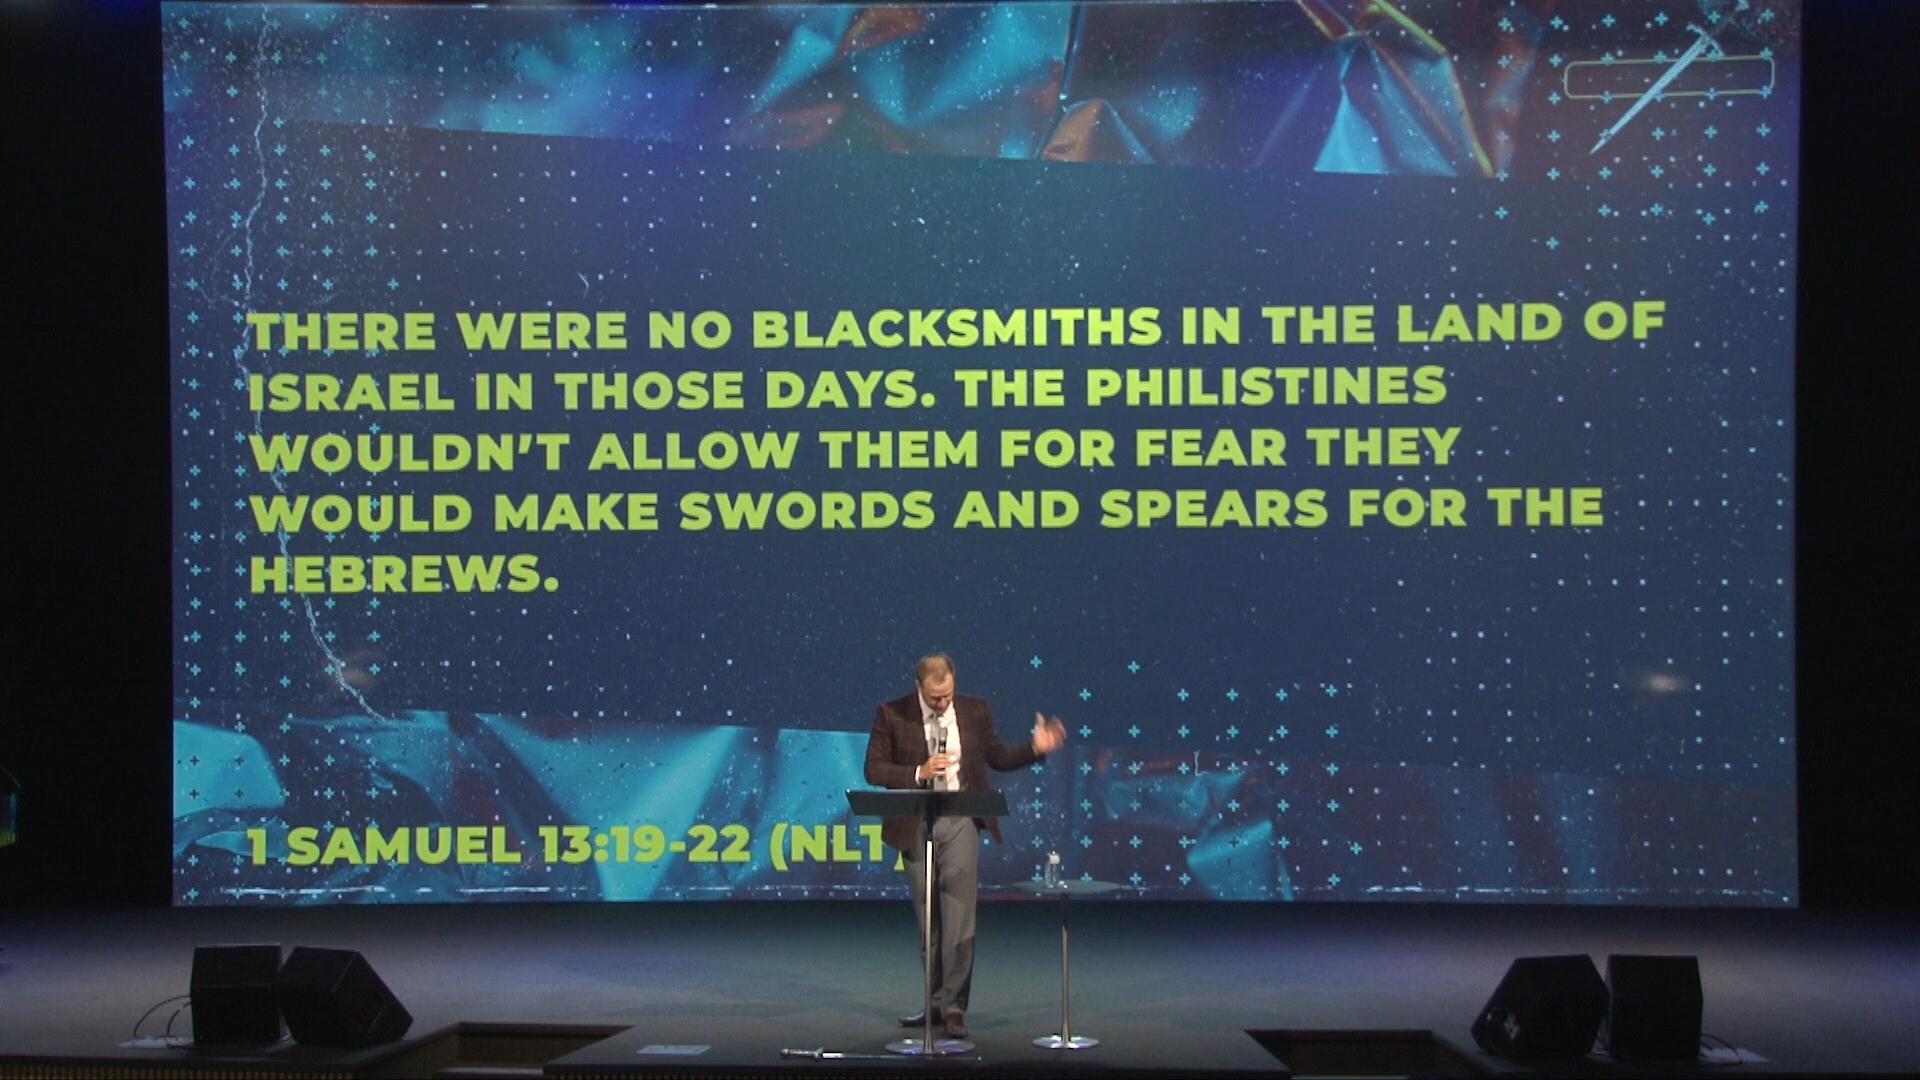 THERE WERE NO BLACKSMITHS IN THE LAND OF
ISRAEL IN THOSE DAYS. THE PHILISTINES
WOULDN'T ALLOW THEM FOR FEAR THEY
WOULD MAKE SWORDS AND SPEARS FOR THE
HEBREWS.
1 SAMUEL 13:19-22 (NLT)